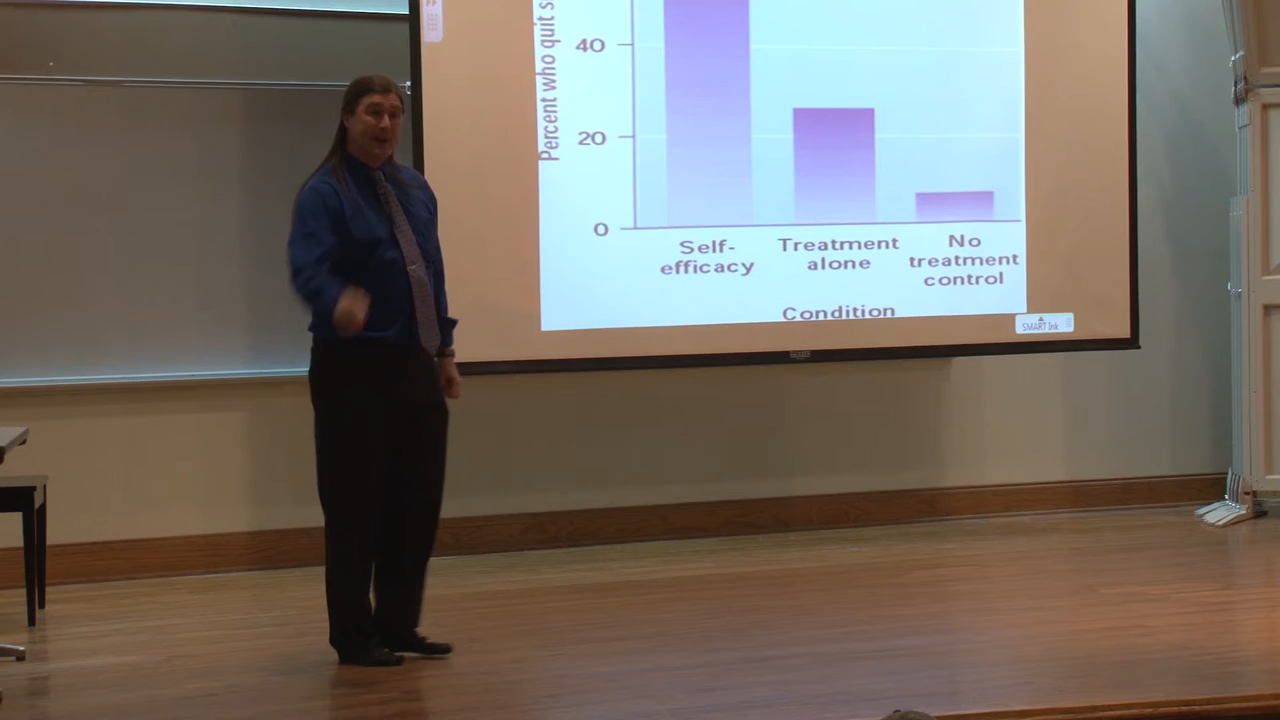 Percent who quit s
40
20
0
Self-
efficacy
Treatment
alone
No
treatment
control
Condition
SMART Ink